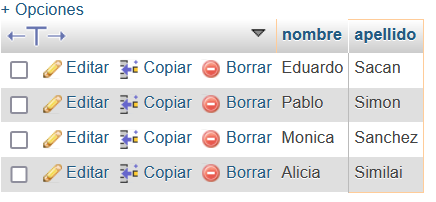 + Opciones
nombre apellido
Editar Copiar Borrar Eduardo Sacan
Editar Copiar Borrar Pablo Simon
Editar Copiar Borrar Monica Sanchez
Editar Copiar Borrar Alicia Similai